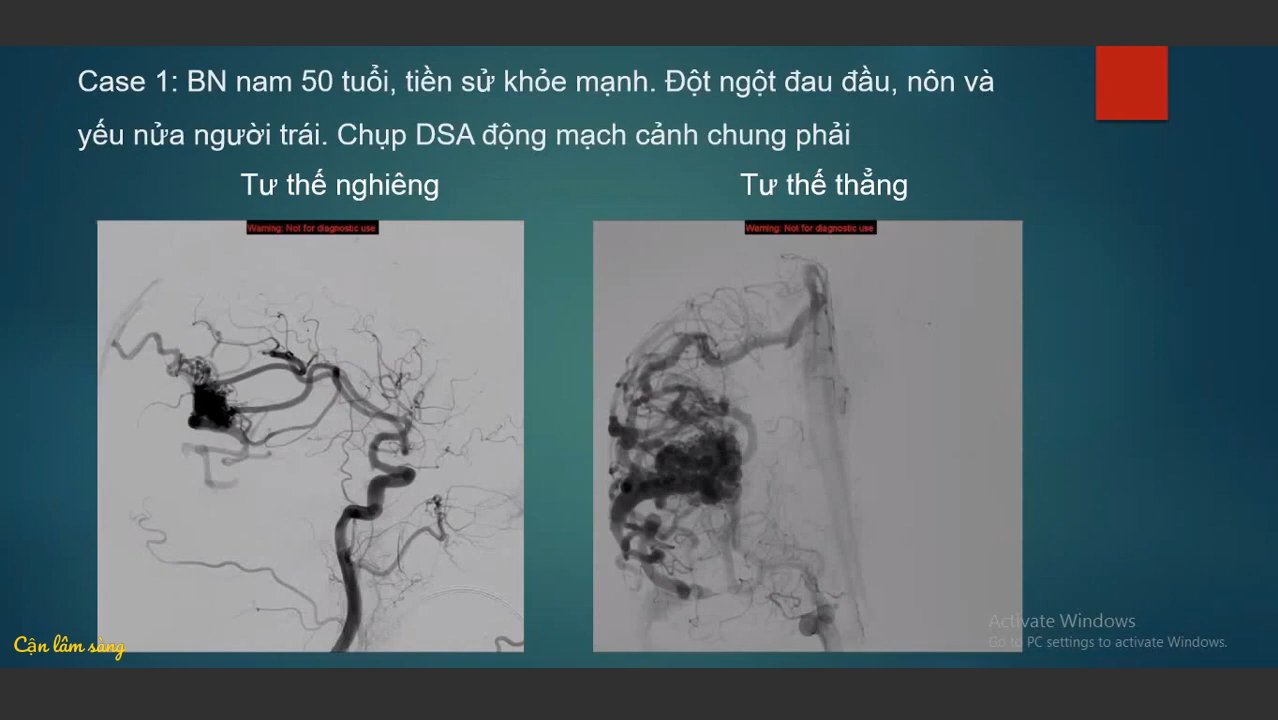 Case 1: BN nam 50 tuổi, tiền sử khỏe mạnh. Đột ngột đau đầu, nôn và
yếu nửa người trái. Chụp DSA động mạch cảnh chung phải
Tư thế nghiêng
Tư thế thẳng
Warning: Not for diagnostic use
Warning: Not for diagnostic use
Activate Windows
Go to PC settings to activate Windows.
Cận lâm sàng